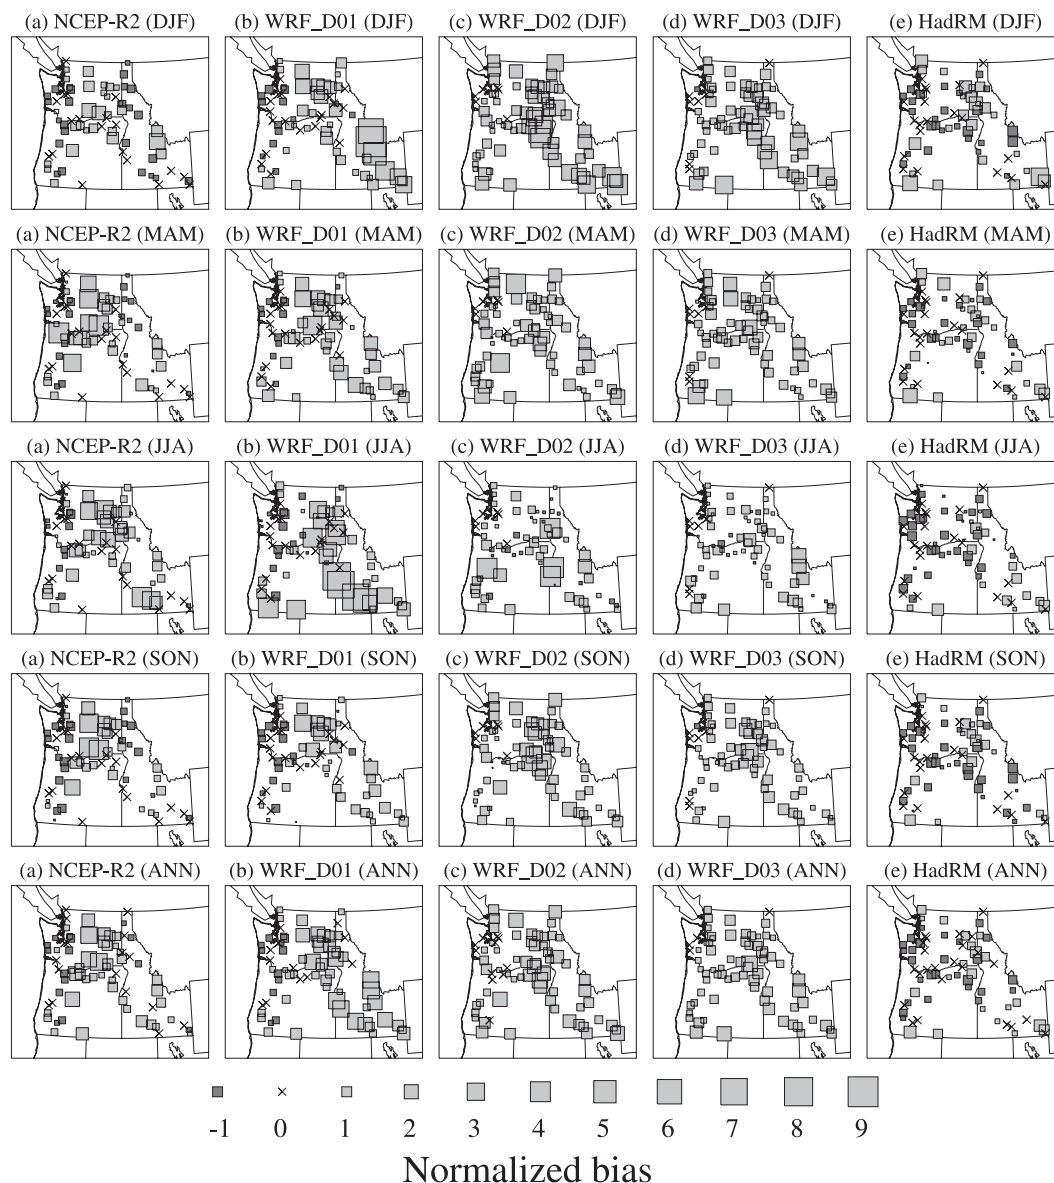 (a) NCEP-R2 (DJF) (b) WRF_D01 (DJF) (c) WRF_D02 (DJF) (d) WRF_D03 (DJF) (e) HadRM (DJF)
(a) NCEP-R2 (MAM) (b) WRF_D01 (MAM) (c) WRF_D02 (MAM) (d) WRF_D03 (MAM) (e) HadRM (MAM)
(a) NCEP-R2 (JJA) (b) WRF_D01 (JJA) (c) WRF_D02 (JJA) (d) WRF_D03 (JJA) (e) HadRM (JJA)
(a) NCEP-R2 (SON) (b) WRF_D01 (SON) (c) WRF_D02 (SON) (d) WRF_D03 (SON) (e) HadRM (SON)
(a) NCEP-R2 (ANN) (b) WRF_D01 (ANN) (c) WRF_D02 (ANN) (d) WRF_D03 (ANN) (e) HadRM (ANN)
-1 0 1 2 3 4 5 6 7 8 9
Normalized bias